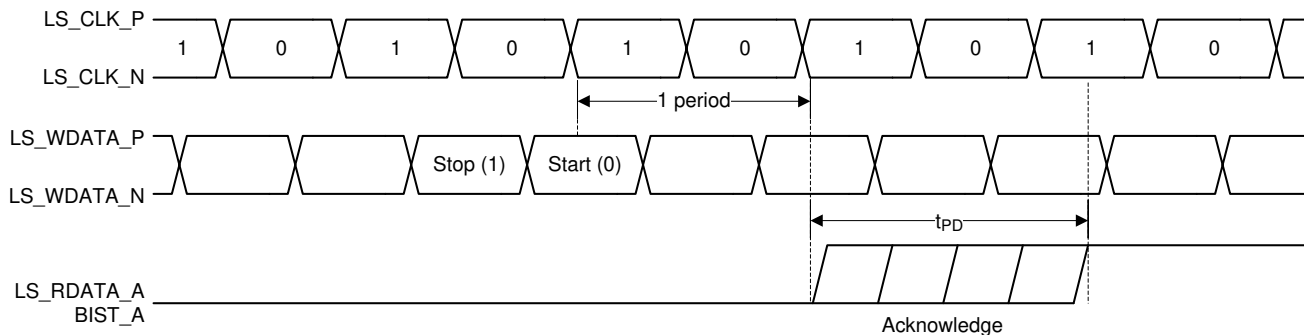 LS_CLK_P
1 0 1 0 1 0 1 0 1 0
LS_CLK_N
1 period
LS_WDATA_P
Stop (1) Start (0)
LS_WDATA_N
tPD
LS_RDATA_A
BIST_A
Acknowledge